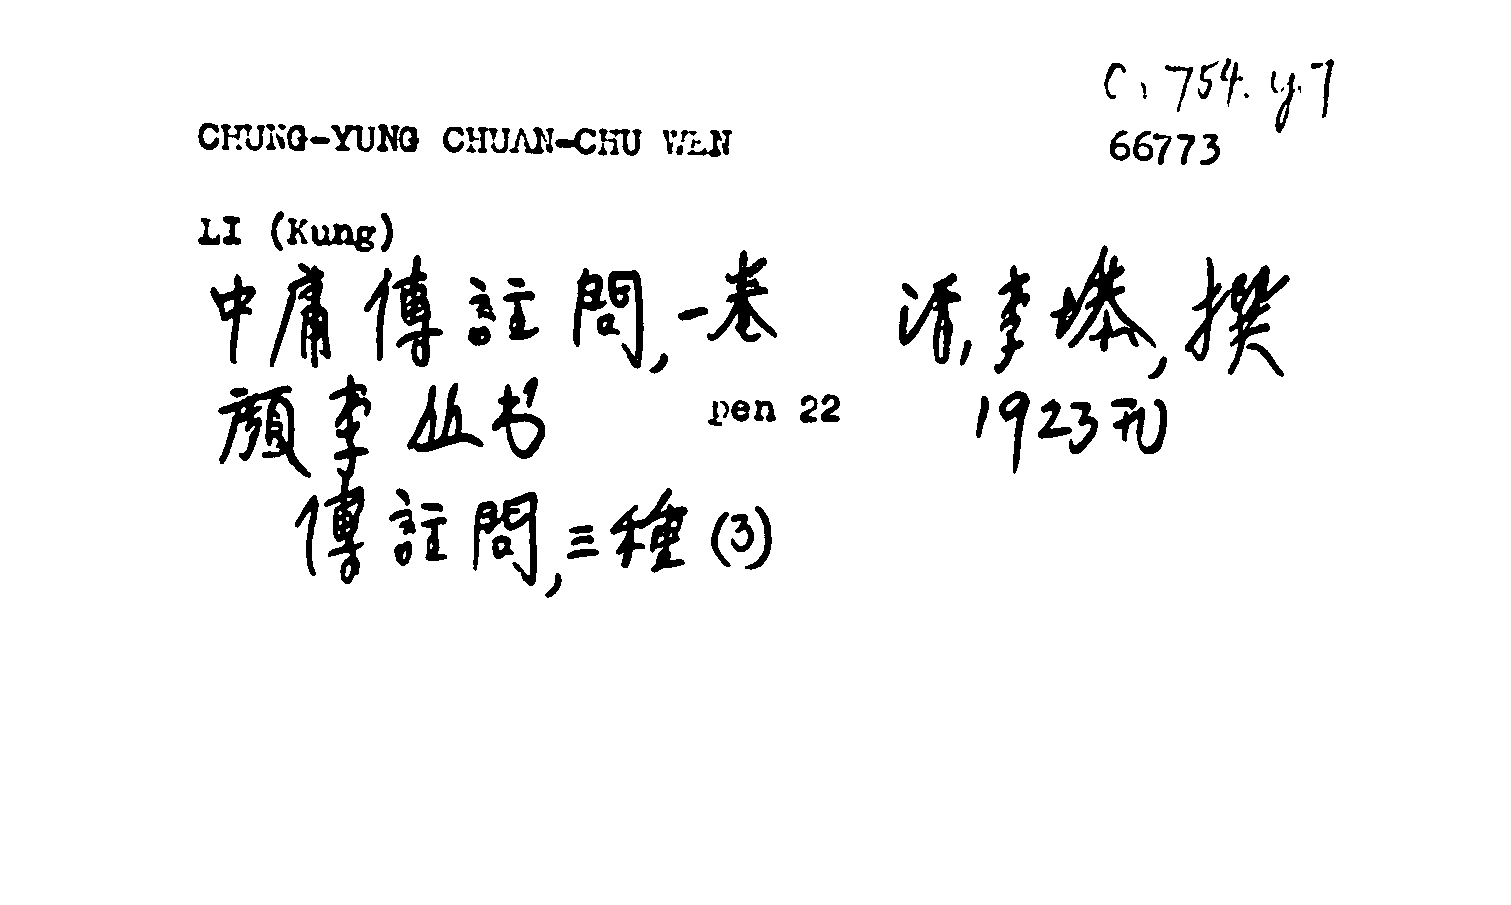 C. 754. y. 7
CHUNG-YUNG CHUAN-CHU WEN
66773
LI (Kung)
中庸傳註問,一卷 清,李塨,撰
顏李丛书 pen 22 1923刊
傳註問,三種 (3)